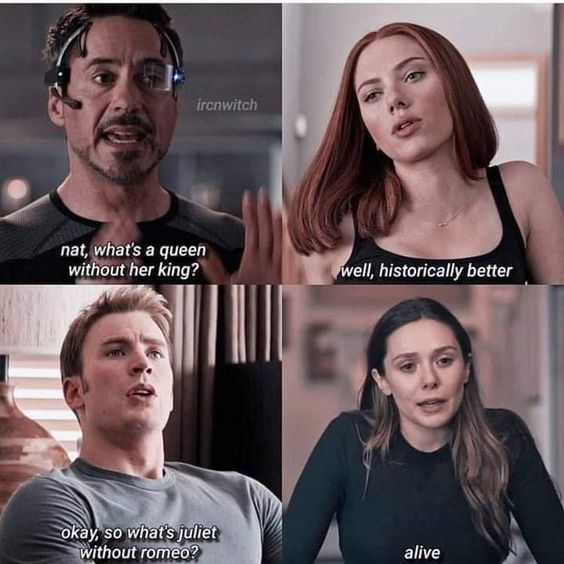 ircnwitch
nat, what's a queen
without her king?
well, historically better
okay, so what's juliet
without romeo?
alive